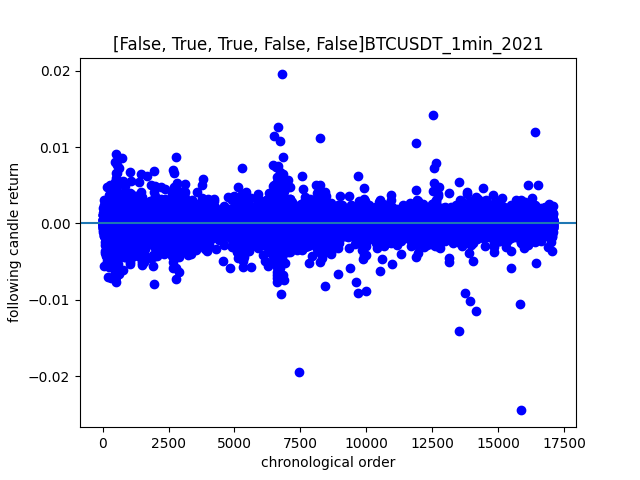 [False, True, True, False, False]BTCUSDT_1min_2021
following candle return
0.02
0.01
0.00
−0.01
−0.02
0 2500 5000 7500 10000 12500 15000 17500
chronological order